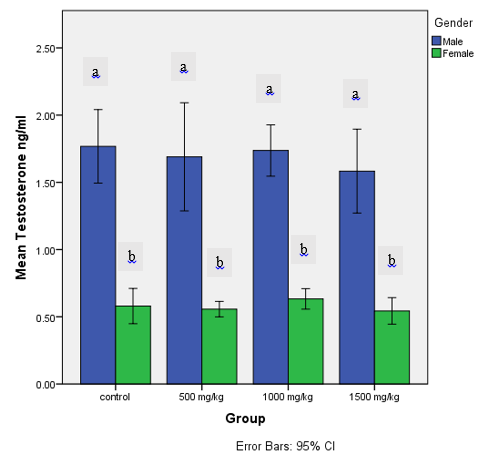 Gender
Male
Female
2.50
2.00
1.50
1.00
0.50
0.00
Mean Testosterone ng/ml
a
a
a
a
b
b
b
b
control
500 mg/kg
1000 mg/kg
1500 mg/kg
Group
Error Bars: 95% CI